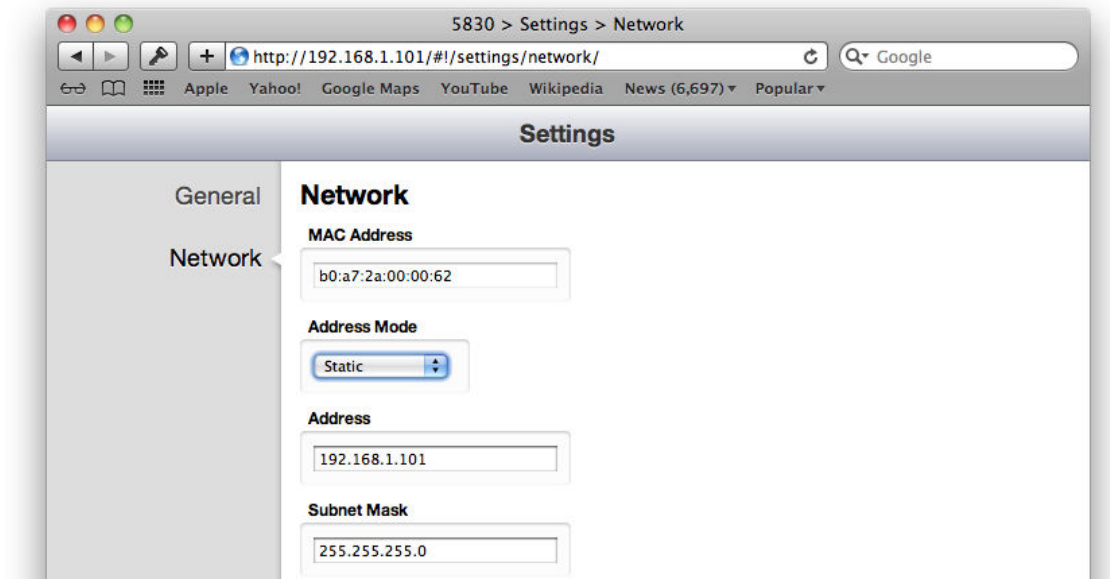 5830 > Settings > Network
+ http://192.168.1.101/#!/settings/network/ Google
Apple Yahoo! Google Maps YouTube Wikipedia News (6,697) Popular
Settings
General
Network
Network
MAC Address
b0:a7:2a:00:00:62
Address Mode
Static
Address
192.168.1.101
Subnet Mask
255.255.255.0